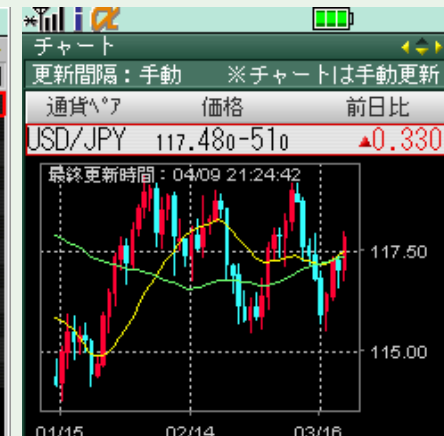 チャート
更新間隔：手動 ※チャートは手動更新
通貨ペア 価格 前日比
USD/JPY 117.480-510 ▲0.330
最終更新時間：04/09 21:24:42
117.50
115.00
01/15 02/14 03/16